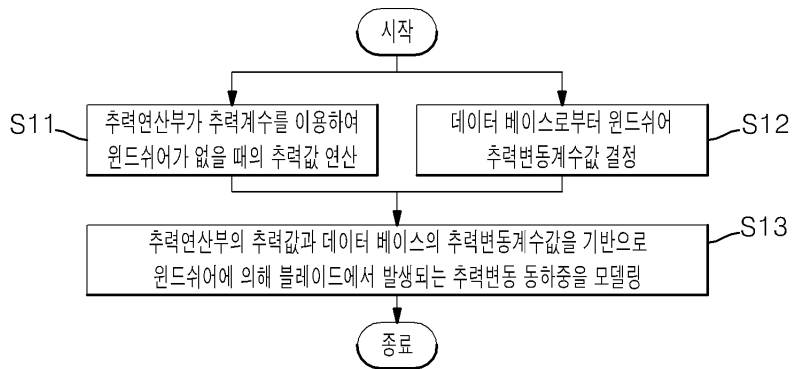 시작
S11
추력연산부가 추력계수를 이용하여
윈드쉬어가 없을 때의 추력값 연산
데이터 베이스로부터 윈드쉬어
추력변동계수값 결정
S12
추력연산부의 추력값과 데이터 베이스의 추력변동계수값을 기반으로
윈드쉬어에 의해 블레이드에서 발생되는 추력변동 동하중을 모델링
S13
종료